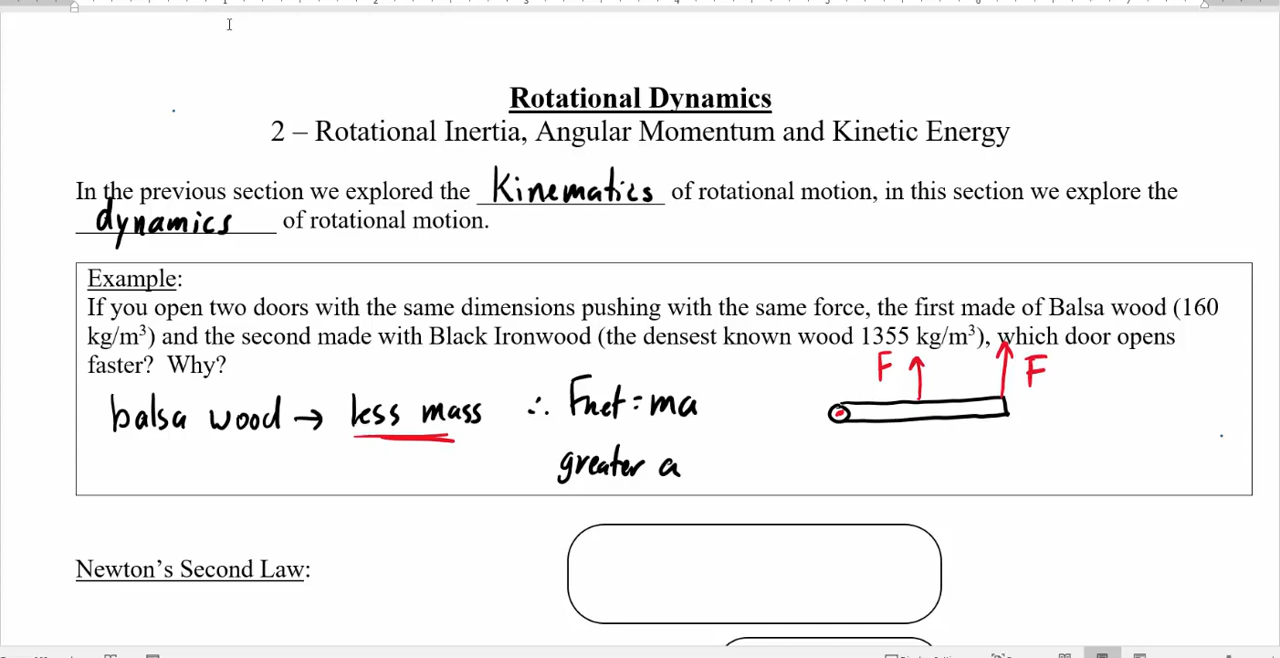 Rotational Dynamics
2 – Rotational Inertia, Angular Momentum and Kinetic Energy
In the previous section we explored the Kinematics of rotational motion, in this section we explore the
dynamics of rotational motion.
Example:
If you open two doors with the same dimensions pushing with the same force, the first made of Balsa wood (160
kg/m³) and the second made with Black Ironwood (the densest known wood 1355 kg/m³), which door opens
faster? Why?
F F
balsa wood → less mass ∴ Fnet = ma
greater a
Newton's Second Law: